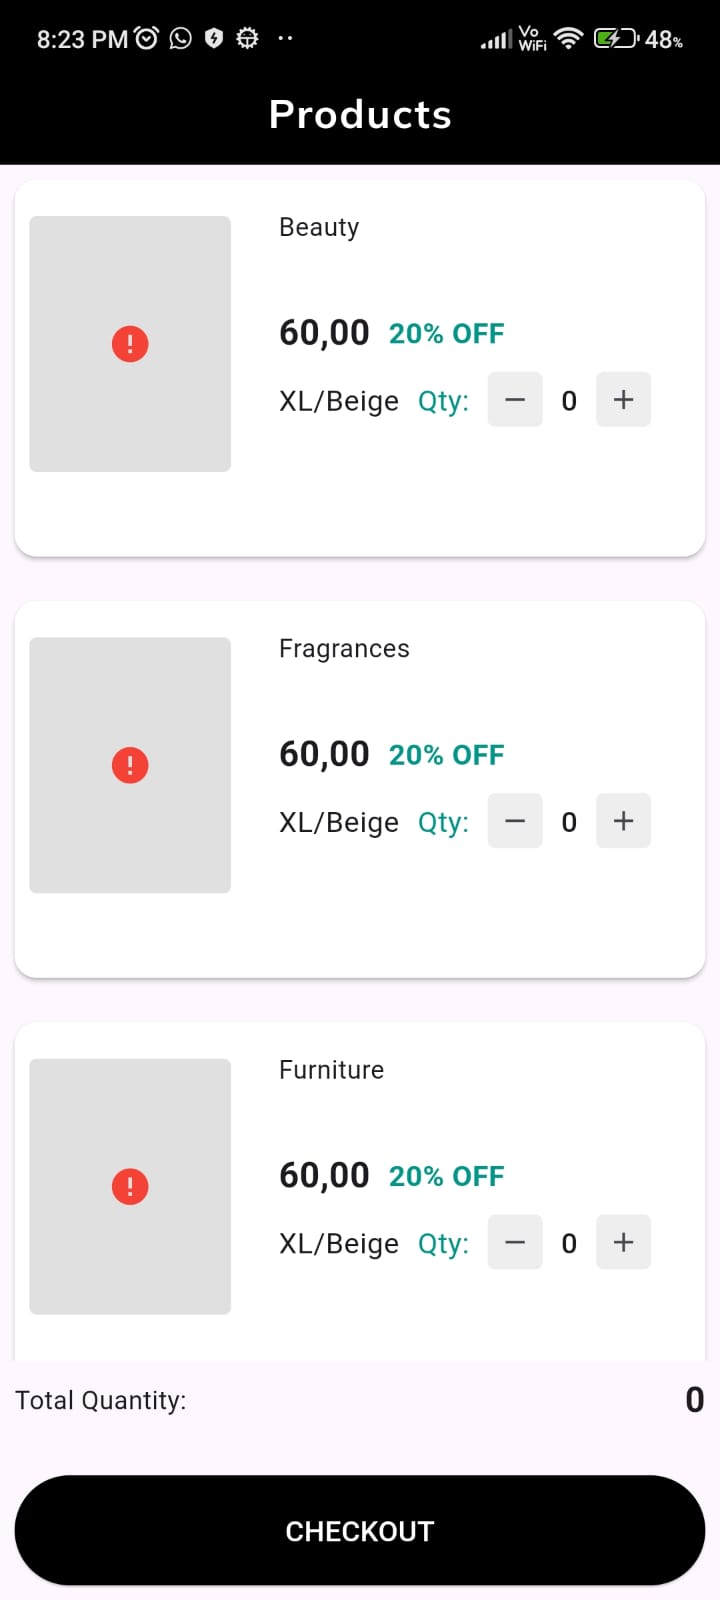 8:23 PM Vo WiFi 48%
Products
Beauty
60,00 20% OFF
XL/Beige Qty: − 0 +
Fragrances
60,00 20% OFF
XL/Beige Qty: − 0 +
Furniture
60,00 20% OFF
XL/Beige Qty: − 0 +
Total Quantity: 0
CHECKOUT